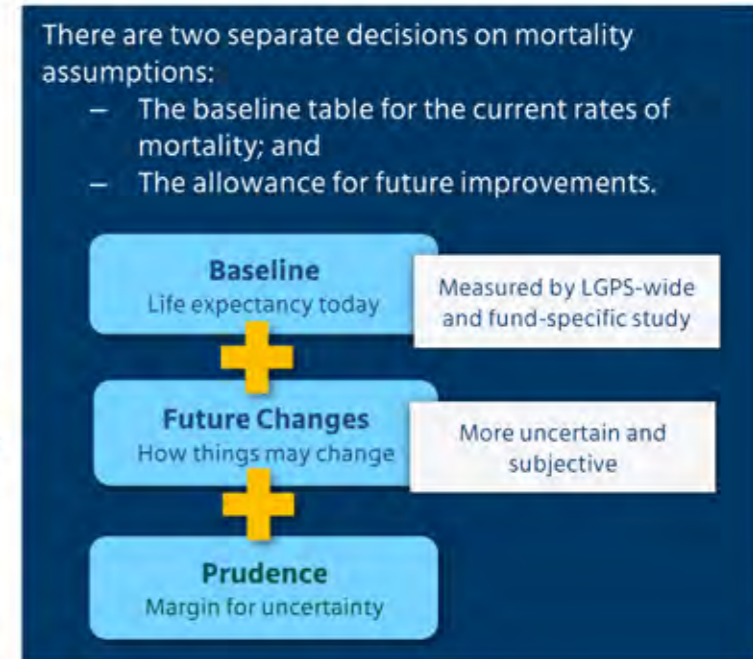 There are two separate decisions on mortality
assumptions:
– The baseline table for the current rates of
mortality; and
– The allowance for future improvements.
Baseline
Life expectancy today
Measured by LGPS-wide
and fund-specific study
Future Changes
How things may change
More uncertain and
subjective
Prudence
Margin for uncertainty